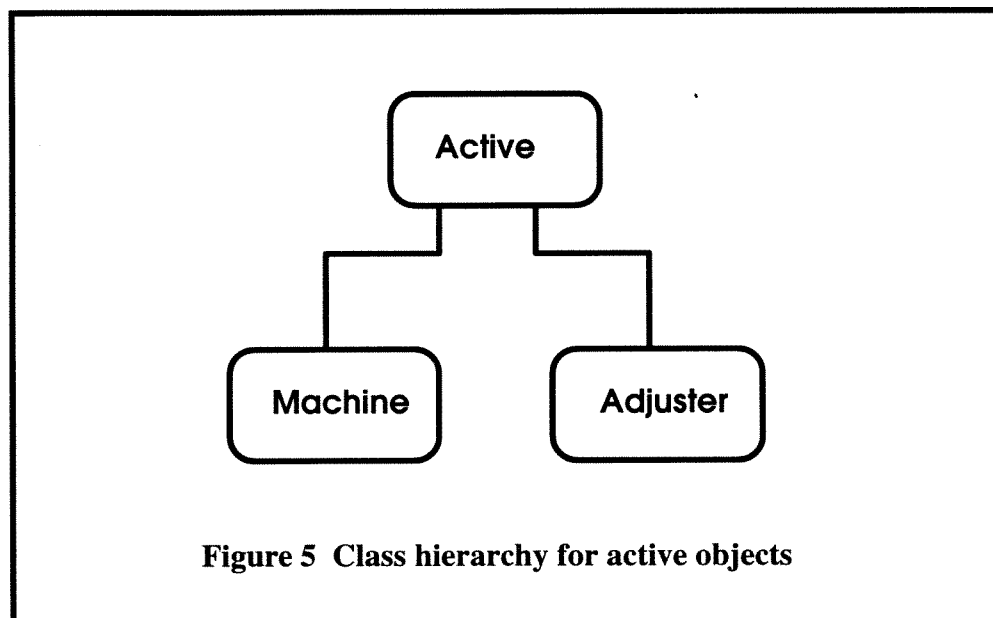 Active
Machine
Adjuster
Figure 5 Class hierarchy for active objects